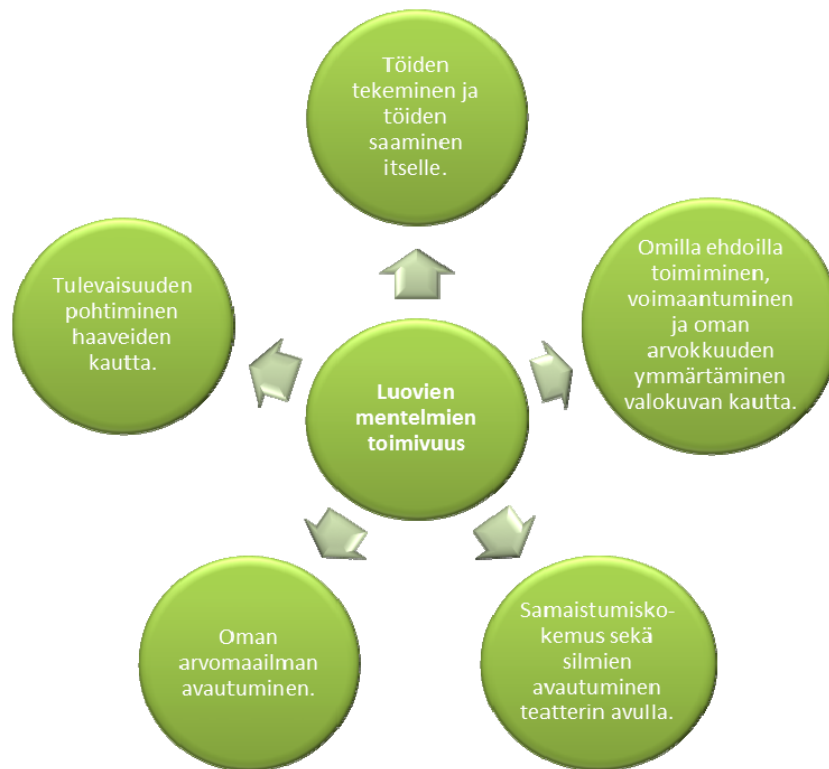 Töiden
tekeminen ja
töiden
saaminen
itselle.
Omilla ehdoilla
toimiminen,
voimaantuminen
ja oman
arvokkuuden
ymmärtäminen
valokuvan kautta.
Tulevaisuuden
pohtiminen
haaveiden
kautta.
Luovien
mentelmien
toimivuus
Samaistumisko-
kemus sekä
silmien
avautuminen
teatterin avulla.
Oman
arvomaailman
avautuminen.